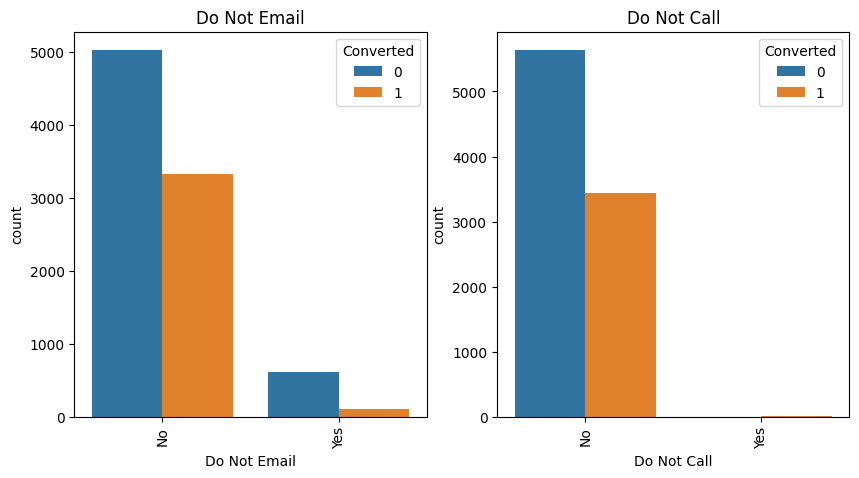 Do Not Email
5000
4000
3000
2000
1000
0
count
Converted
0
1
No
Yes
Do Not Email
Do Not Call
5000
4000
3000
2000
1000
0
count
Converted
0
1
No
Yes
Do Not Call